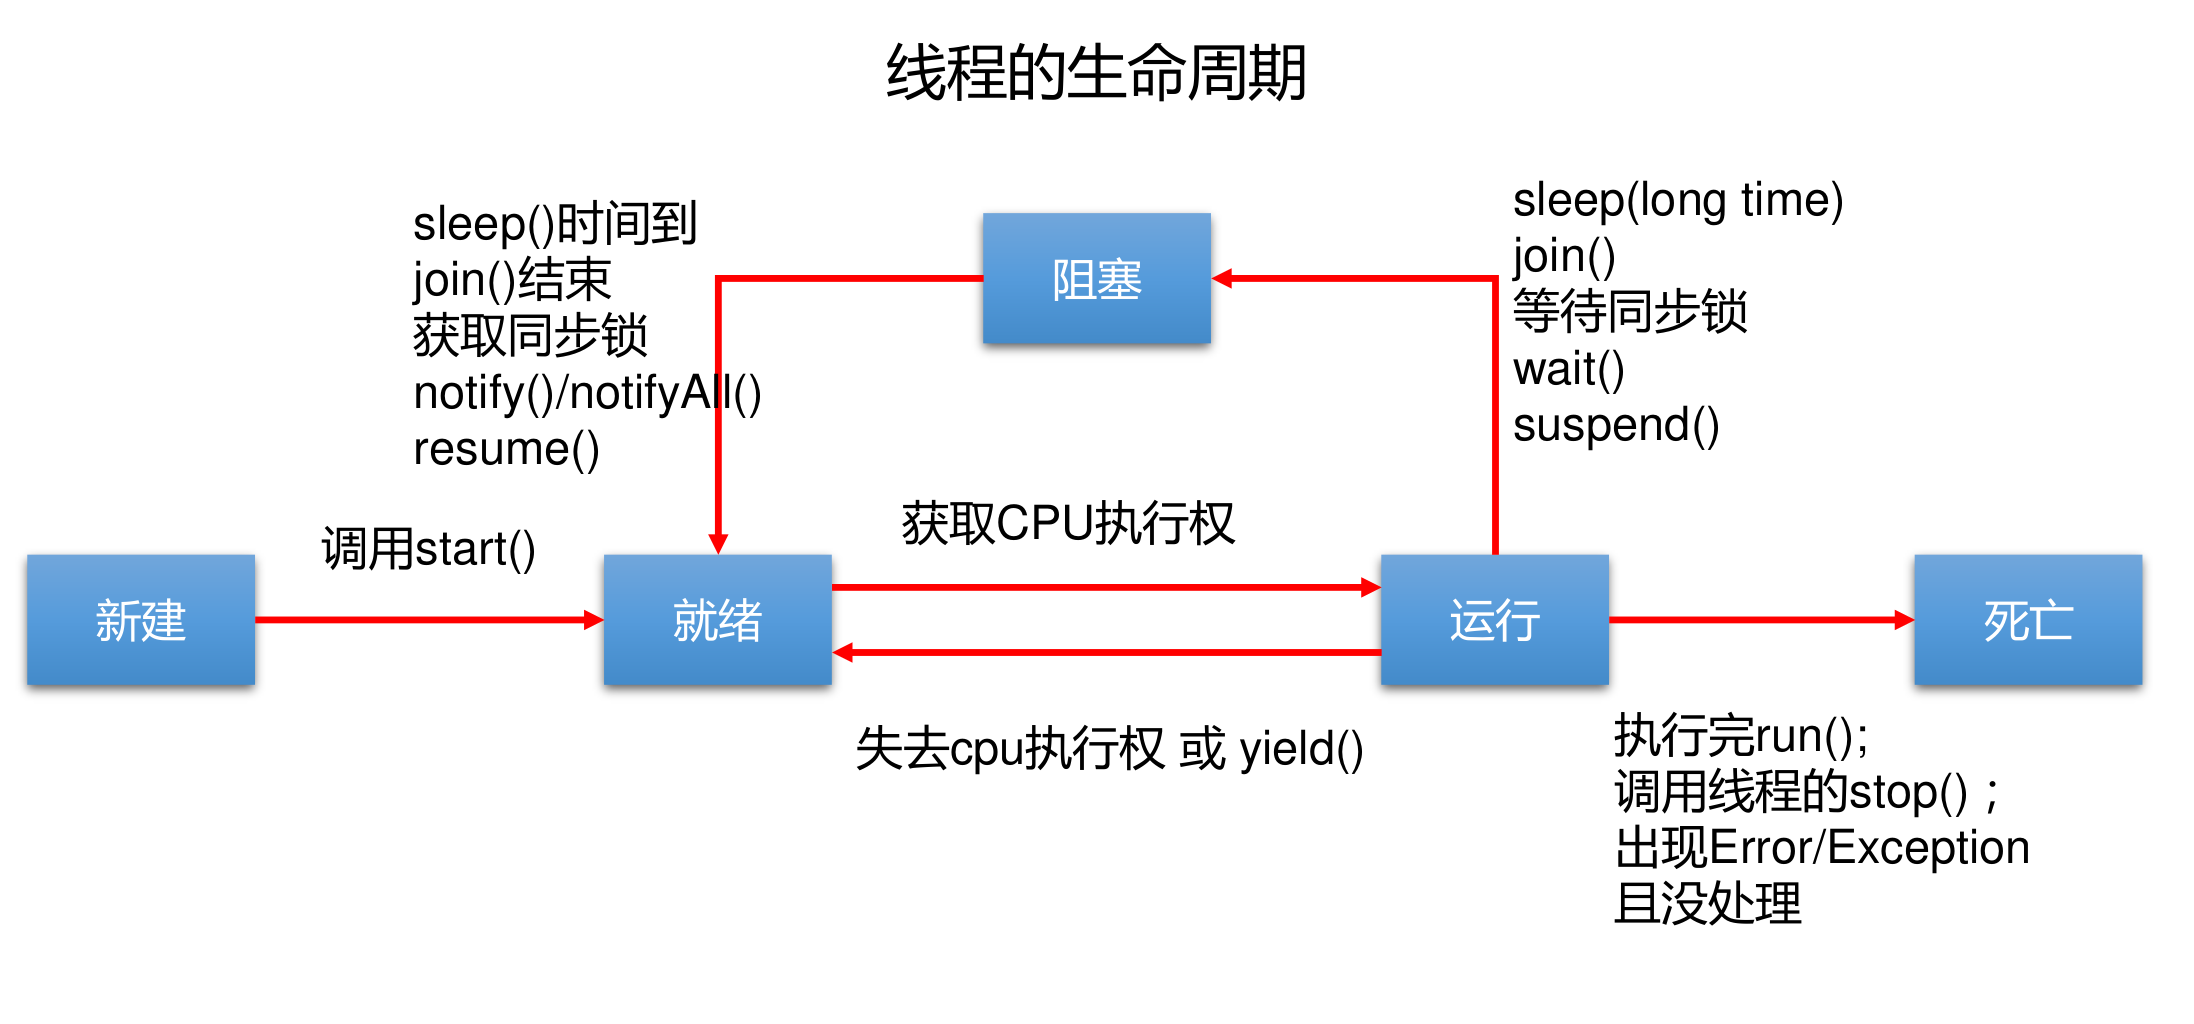 线程的生命周期
sleep()时间到
join()结束
获取同步锁
notify()/notifyAll()
resume()
阻塞
sleep(long time)
join()
等待同步锁
wait()
suspend()
调用start()
获取CPU执行权
新建
就绪
运行
死亡
失去cpu执行权 或 yield()
执行完run();
调用线程的stop() ;
出现Error/Exception
且没处理